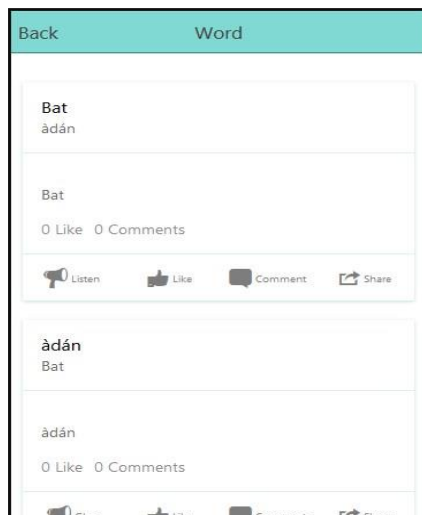 Back Word
Bat
àdán
Bat
0 Like 0 Comments
Listen Like Comment Share
àdán
Bat
àdán
0 Like 0 Comments